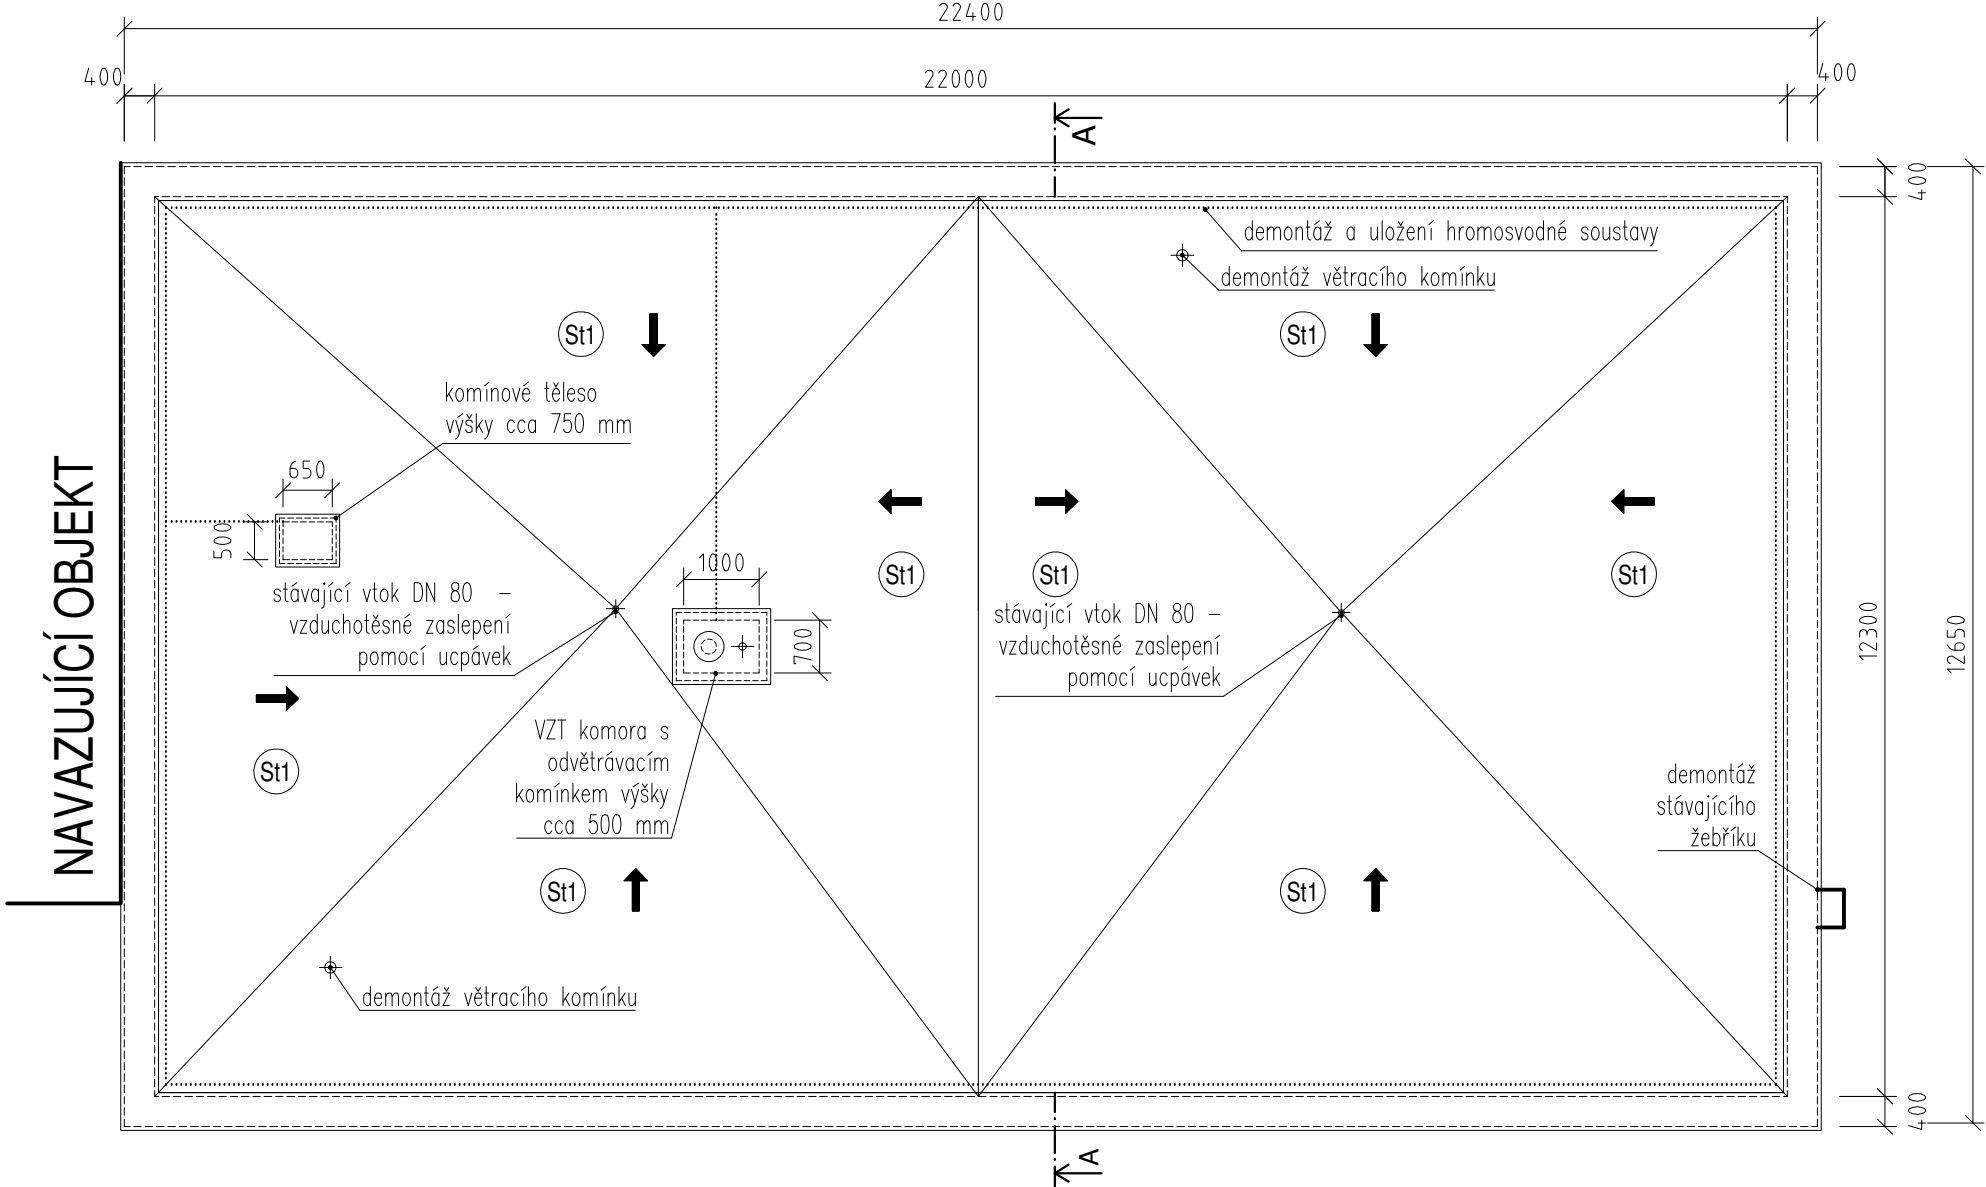 22400
400
22000
400
A
400
demontáž a uložení hromosvodné soustavy
demontáž větracího komínku
St1
St1
komínové těleso
výšky cca 750 mm
650
500
NAVAZUJÍCÍ OBJEKT
1000
700
St1
St1
St1
stávající vtok DN 80 –
vzduchotěsné zaslepení
pomocí ucpávek
stávající vtok DN 80 –
vzduchotěsné zaslepení
pomocí ucpávek
12300
12650
St1
VZT komora s
odvětrávacím
komínkem výšky
cca 500 mm
demontáž
stávajícího
žebříku
St1
St1
demontáž větracího komínku
400
A